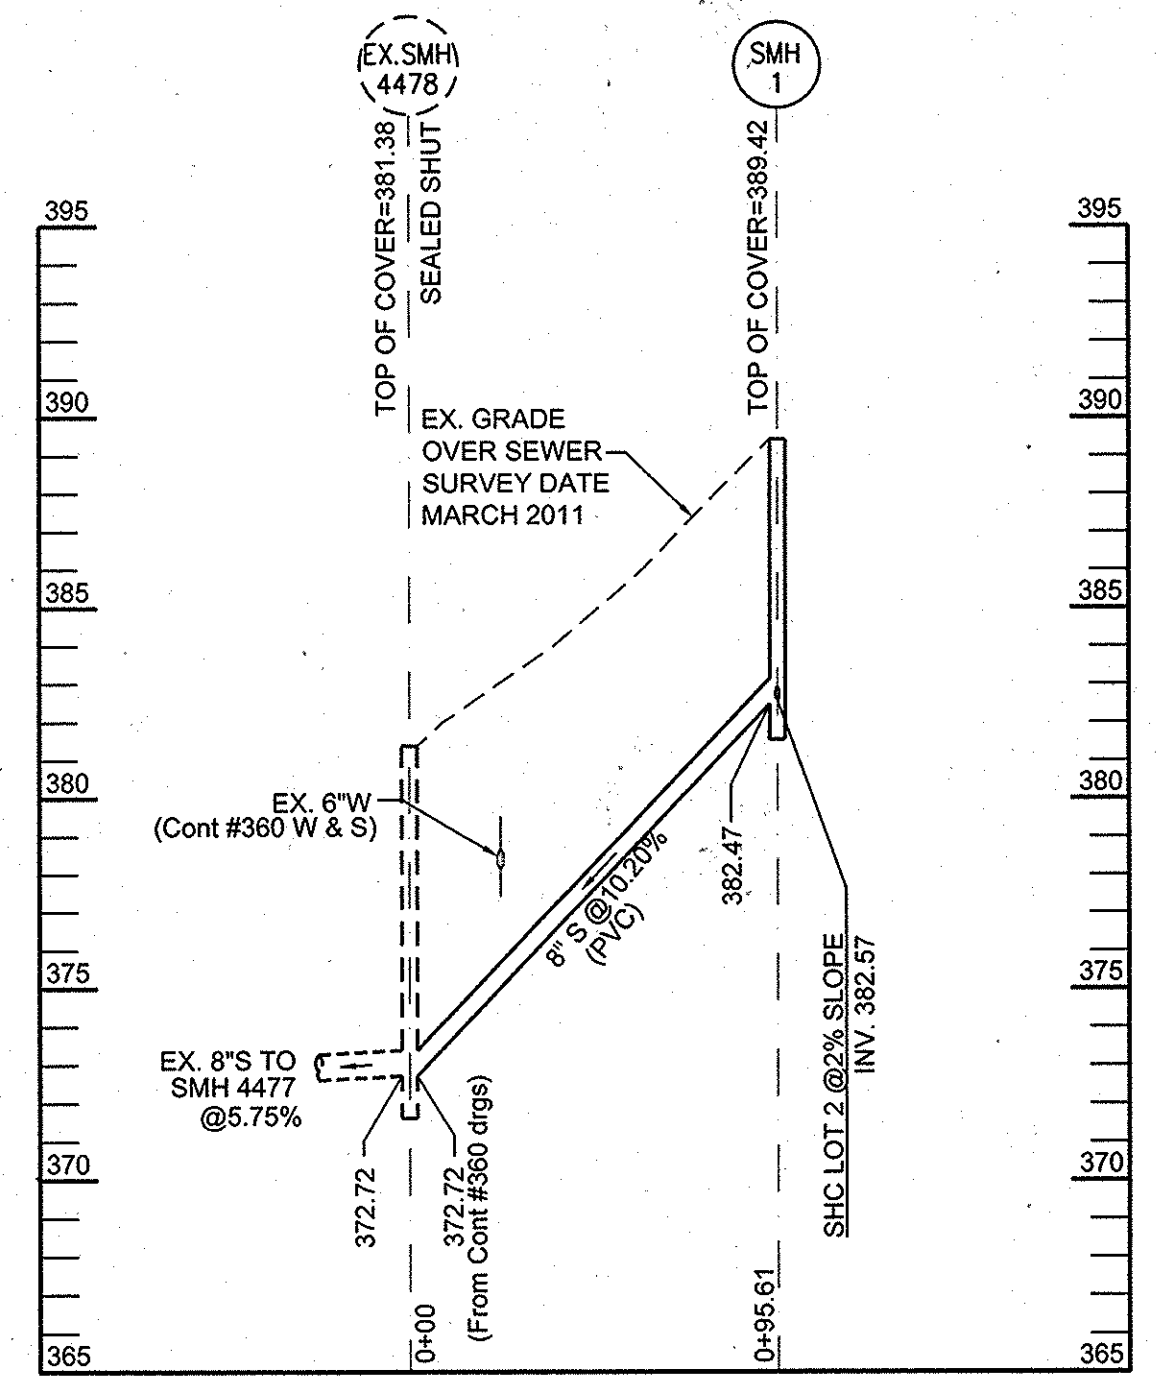 EX.SMH
4478
SMH
1
TOP OF COVER=381.38
SEALED SHUT
TOP OF COVER=389.42
395
395
390
390
EX. GRADE
OVER SEWER
SURVEY DATE
MARCH 2011
385
385
380
380
EX. 6"W
(Cont #360 W & S)
8" S @10.20%
(PVC)
382.47
SHC LOT 2 @2% SLOPE
INV. 382.57
375
375
EX. 8"S TO
SMH 4477
@5.75%
372.72
372.72
(From Cont #360 drgs)
370
370
0+00
0+95.61
365
365